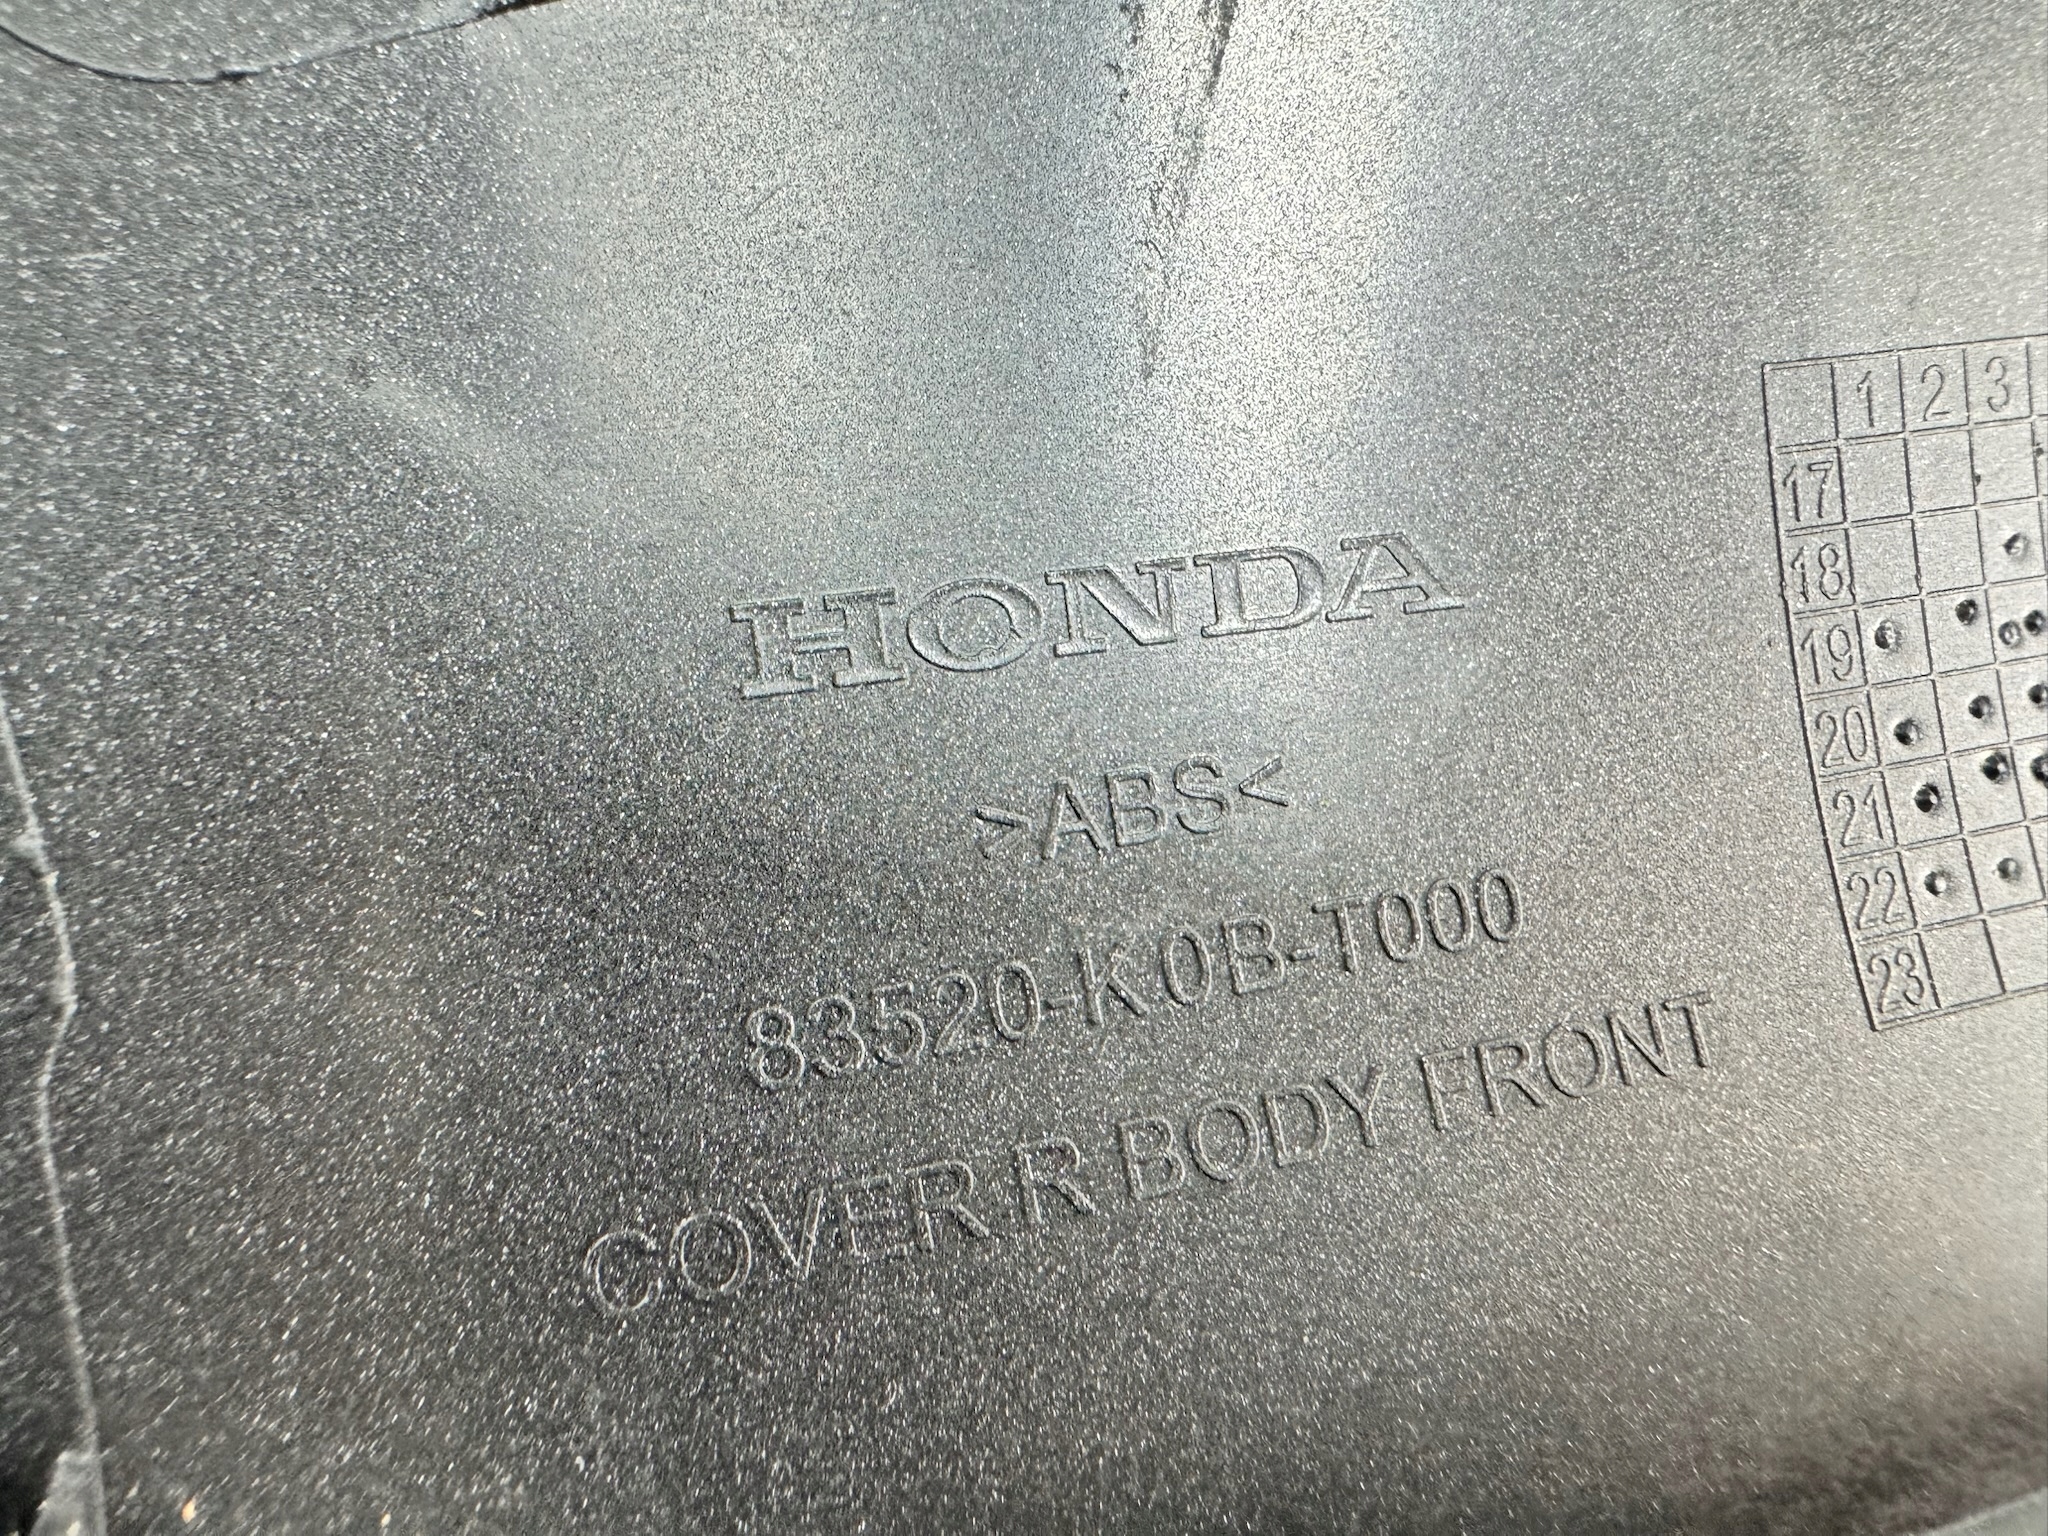 HONDA
>ABS<
83520-K0B-T000
COVER R BODY FRONT
1 2 3
17
18
19
20
21
22
23